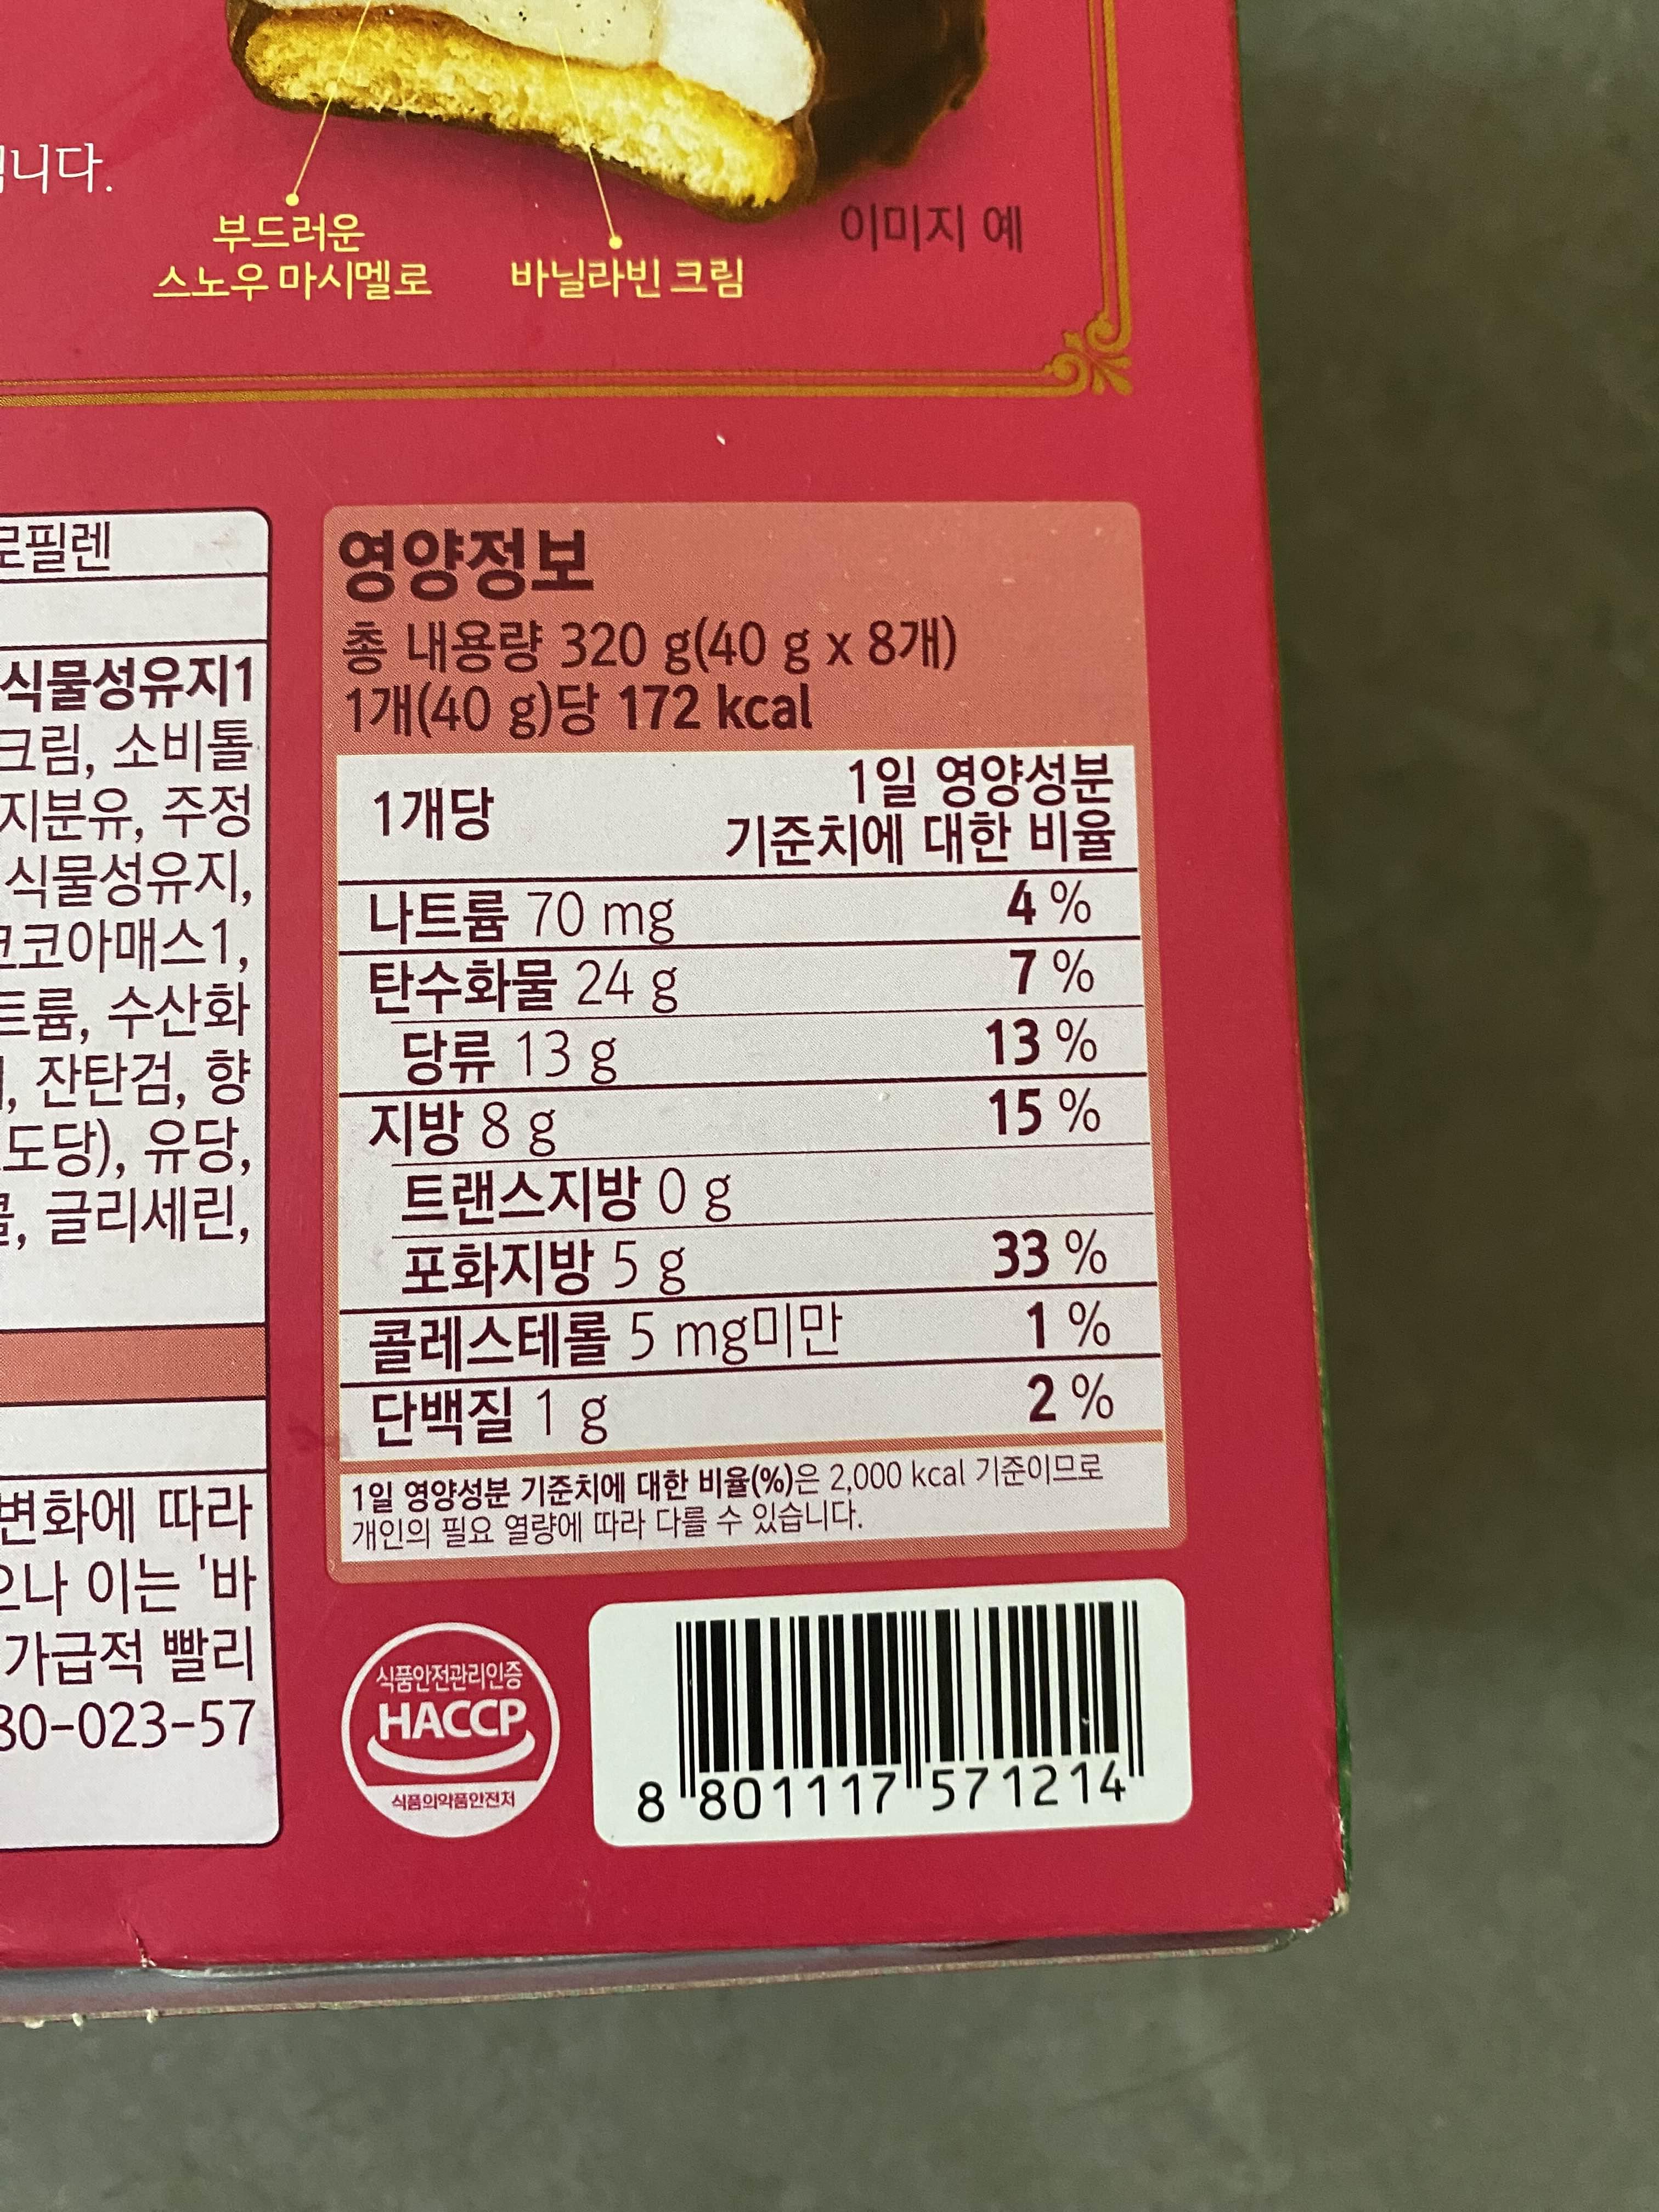 니다.
부드러운
스노우 마시멜로
바닐라빈 크림
이미지 예
로필렌
식물성유지1
크림, 소비톨
지분유, 주정
식물성유지,
코코아매스1,
트륨, 수산화
잔탄검, 향
도당), 유당,
글리세린,
변화에 따라
으나 이는 '바
가급적 빨리
80-023-57
영양정보
총 내용량 320 g(40 g x 8개)
1개(40 g)당 172 kcal
1개당
1일 영양성분
기준치에 대한 비율
나트륨 70 mg 4 %
탄수화물 24 g 7 %
당류 13 g 13 %
지방 8 g 15 %
트랜스지방 0 g
포화지방 5 g 33 %
콜레스테롤 5 mg미만 1 %
단백질 1 g 2 %
1일 영양성분 기준치에 대한 비율(%)은 2,000 kcal 기준이므로
개인의 필요 열량에 따라 다를 수 있습니다.
식품안전관리인증
HACCP
식품의약품안전처
8 801117 571214